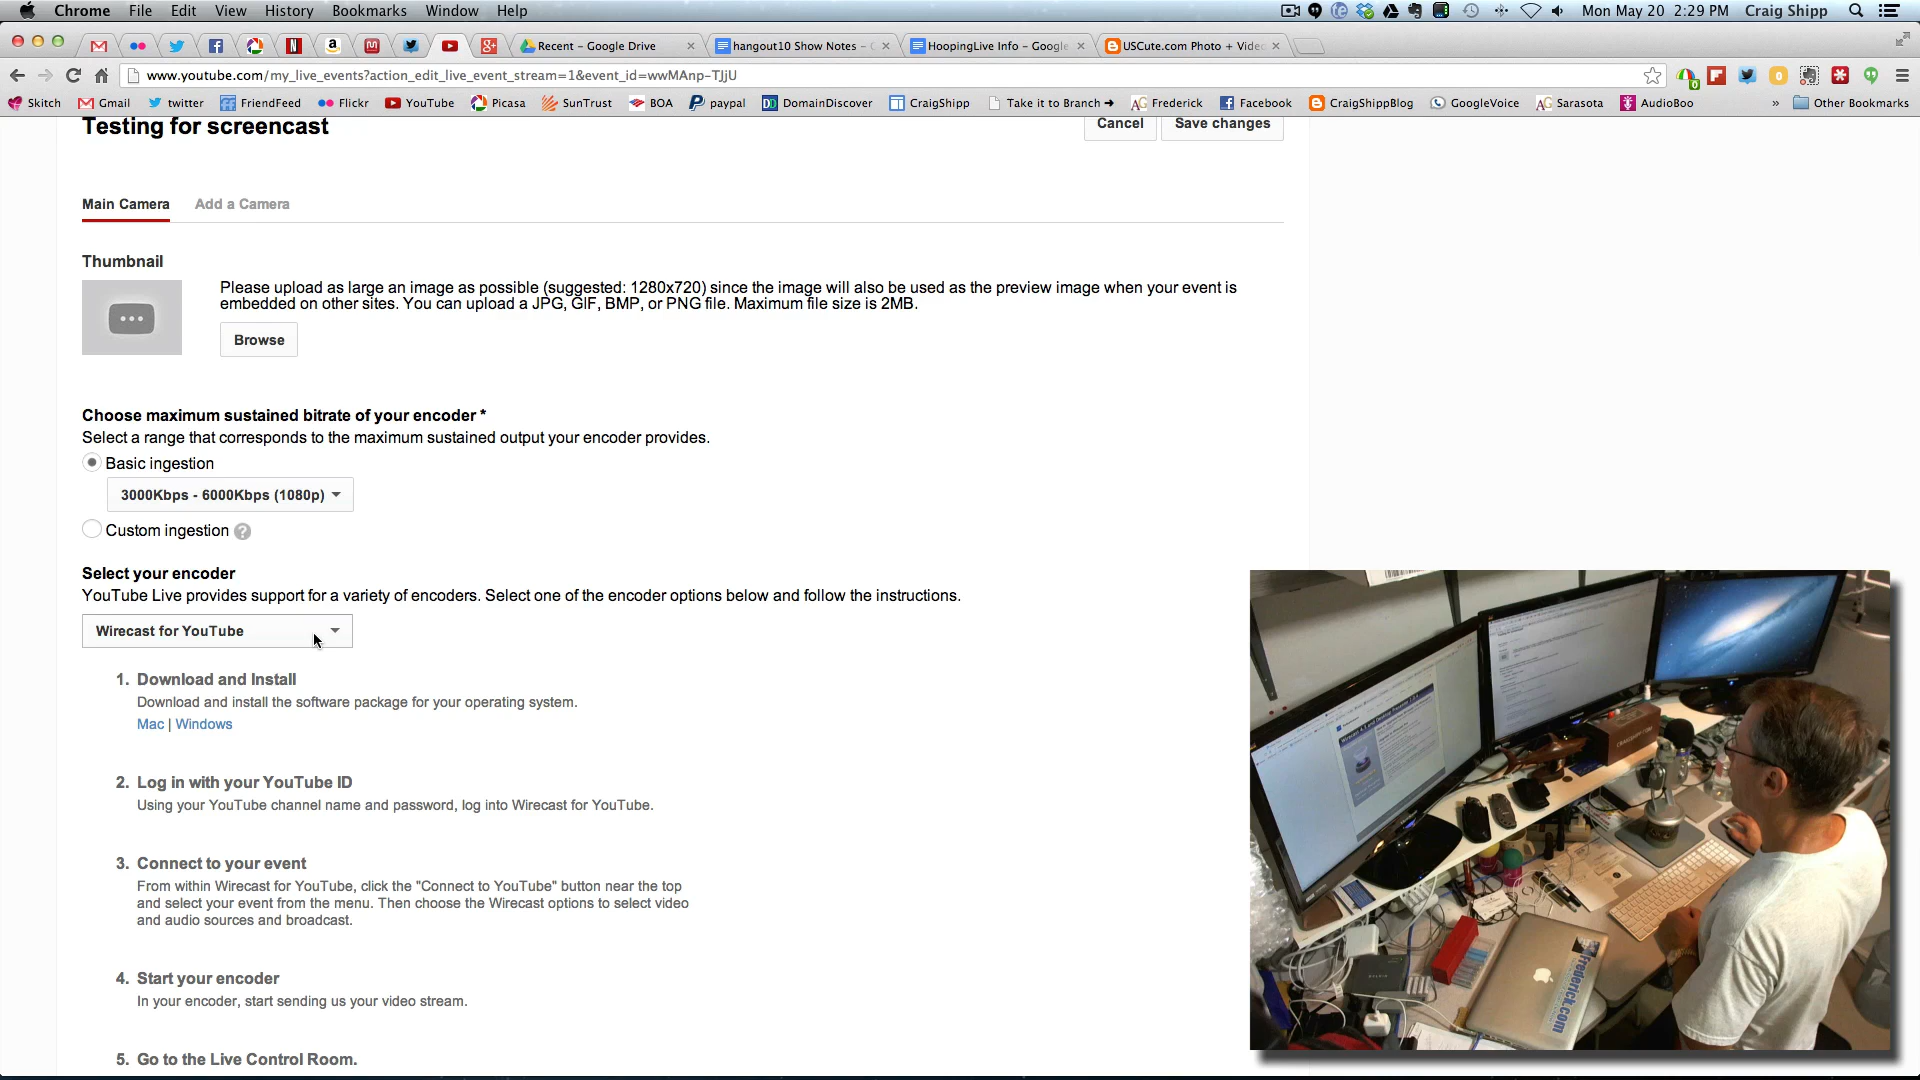 Chrome File Edit View History Bookmarks Window Help Mon May 20 2:29 PM Craig Shipp
Recent – Google Drive hangout10 Show Notes – HoopingLive Info – Google USCute.com Photo + Vide
www.youtube.com/my_live_events?action_edit_live_event_stream=1&event_id=wwMAnp-TJjU
Skitch Gmail twitter FriendFeed Flickr YouTube Picasa SunTrust BOA paypal DomainDiscover CraigShipp Take it to Branch → Frederick Facebook CraigShippBlog GoogleVoice Sarasota AudioBoo » Other Bookmarks
Testing for screencast
Cancel Save changes
Main Camera Add a Camera
Thumbnail
Please upload as large an image as possible (suggested: 1280x720) since the image will also be used as the preview image when your event is
embedded on other sites. You can upload a JPG, GIF, BMP, or PNG file. Maximum file size is 2MB.
Browse
Choose maximum sustained bitrate of your encoder *
Select a range that corresponds to the maximum sustained output your encoder provides.
Basic ingestion
3000Kbps - 6000Kbps (1080p)
Custom ingestion ?
Select your encoder
YouTube Live provides support for a variety of encoders. Select one of the encoder options below and follow the instructions.
Wirecast for YouTube
1. Download and Install
Download and install the software package for your operating system.
Mac | Windows
2. Log in with your YouTube ID
Using your YouTube channel name and password, log into Wirecast for YouTube.
3. Connect to your event
From within Wirecast for YouTube, click the "Connect to YouTube" button near the top
and select your event from the menu. Then choose the Wirecast options to select video
and audio sources and broadcast.
4. Start your encoder
In your encoder, start sending us your video stream.
5. Go to the Live Control Room.
Frederick.com